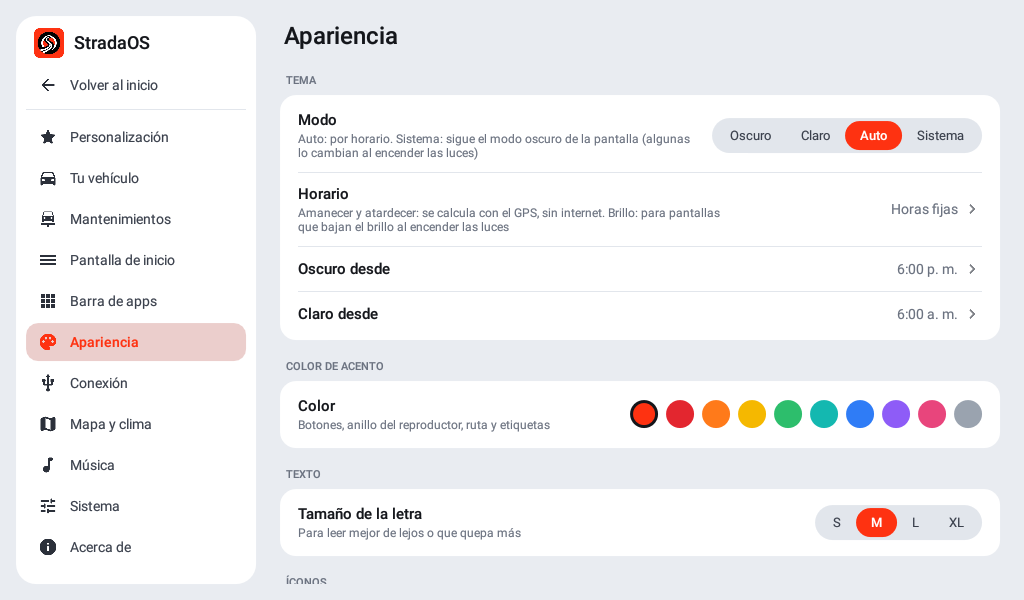 StradaOS
Volver al inicio
Personalización
Tu vehículo
Mantenimientos
Pantalla de inicio
Barra de apps
Apariencia
Conexión
Mapa y clima
Música
Sistema
Acerca de
Apariencia
TEMA
Modo
Auto: por horario. Sistema: sigue el modo oscuro de la pantalla (algunas
lo cambian al encender las luces)
Oscuro Claro Auto Sistema
Horario
Amanecer y atardecer: se calcula con el GPS, sin internet. Brillo: para pantallas
que bajan el brillo al encender las luces
Horas fijas
Oscuro desde
6:00 p. m.
Claro desde
6:00 a. m.
COLOR DE ACENTO
Color
Botones, anillo del reproductor, ruta y etiquetas
TEXTO
Tamaño de la letra
Para leer mejor de lejos o que quepa más
S M L XL
ÍCONOS